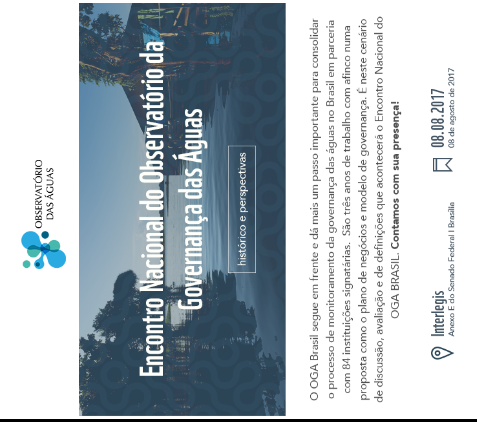 OBSERVATÓRIO
DAS ÁGUAS
Encontro Nacional do Observatório da
Governança das Águas
histórico e perspectivas
O OGA Brasil segue em frente e dá mais um passo importante para consolidar
o processo de monitoramento da governança das águas no Brasil em parceria
com 84 instituições signatárias. São três anos de trabalho com afinco numa
proposta como o plano de negócios e modelo de governança. É neste cenário
de discussão, avaliação e de definições que acontecerá o Encontro Nacional do
OGA BRASIL. Contamos com sua presença!
Interlegis
Anexo E do Senado Federal I Brasília
08.08.2017
08 de agosto de 2017